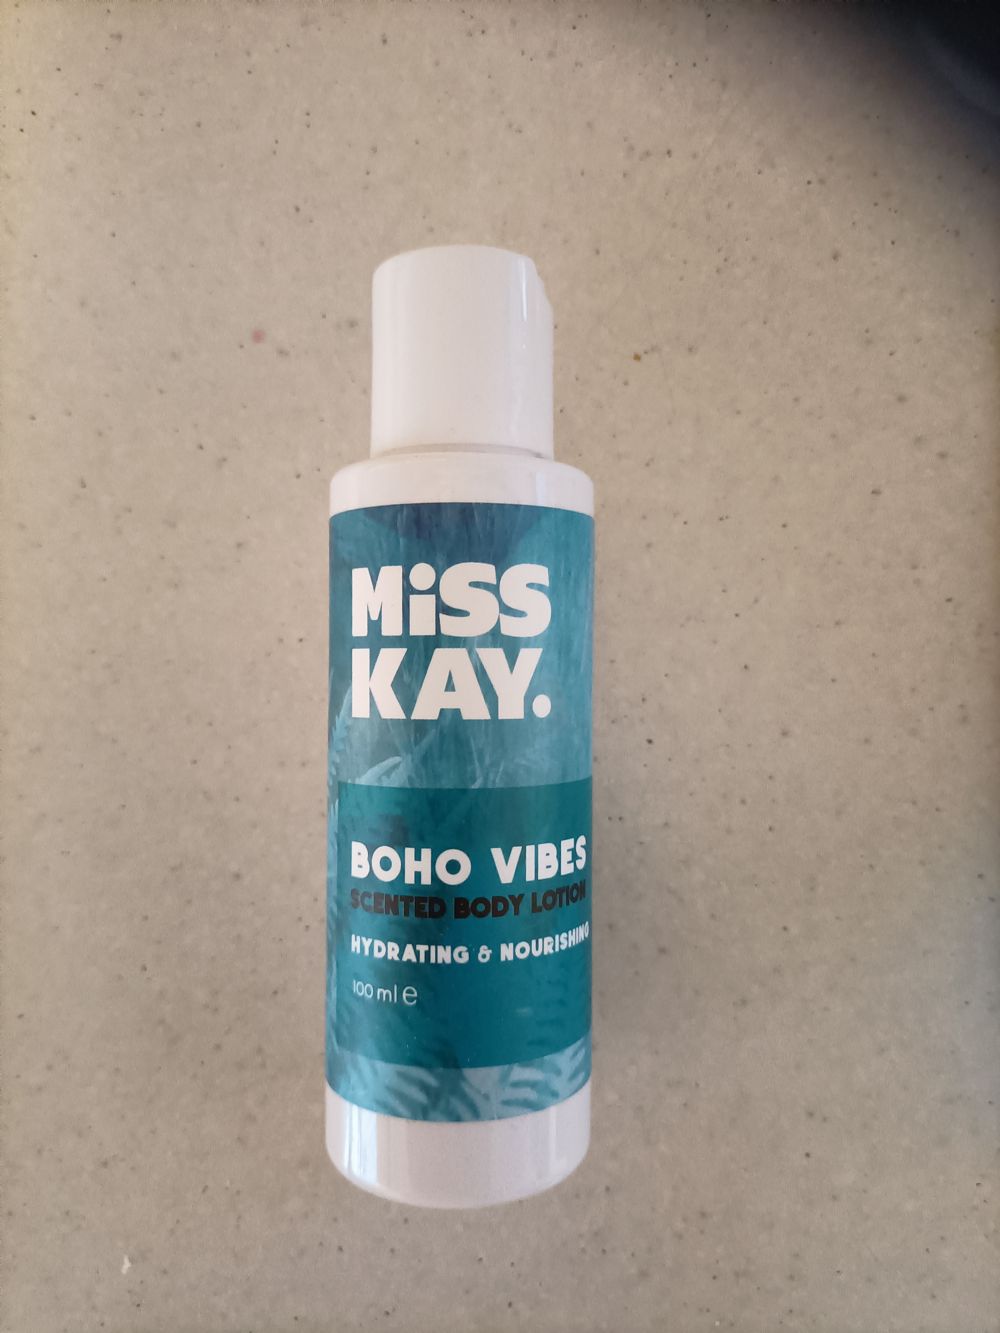 MiSS
KAY.
BOHO VIBES
SCENTED BODY LOTION
HYDRATING & NOURISHING
100 ml e